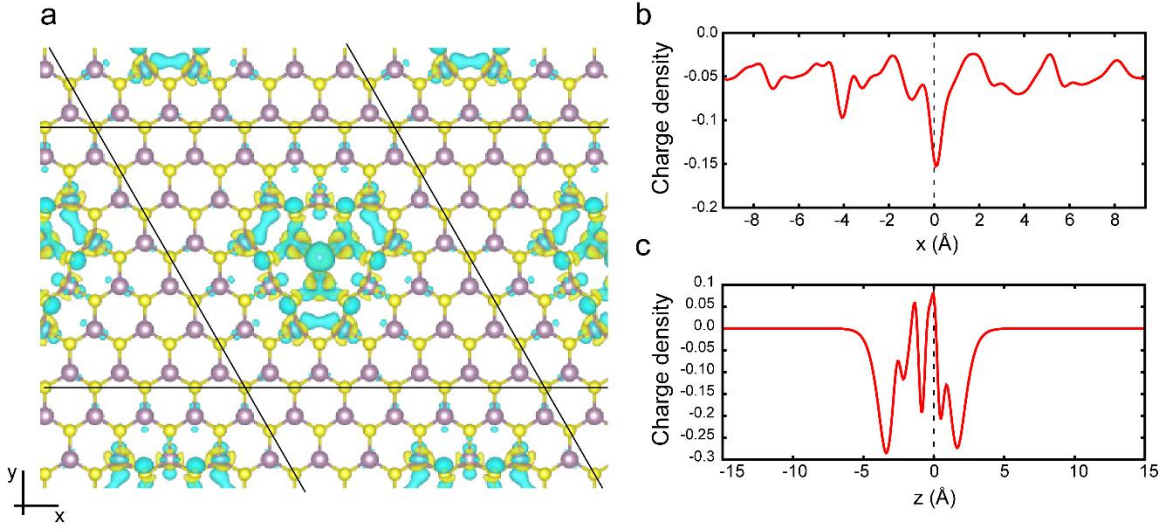 a
y
x
b
Charge density
0.0
-0.05
-0.1
-0.15
-0.2
-8 -6 -4 -2 0 2 4 6 8
x (Å)
c
Charge density
0.1
0.05
0.0
-0.05
-0.10
-0.15
-0.20
-0.25
-0.3
-15 -10 -5 0 5 10 15
z (Å)